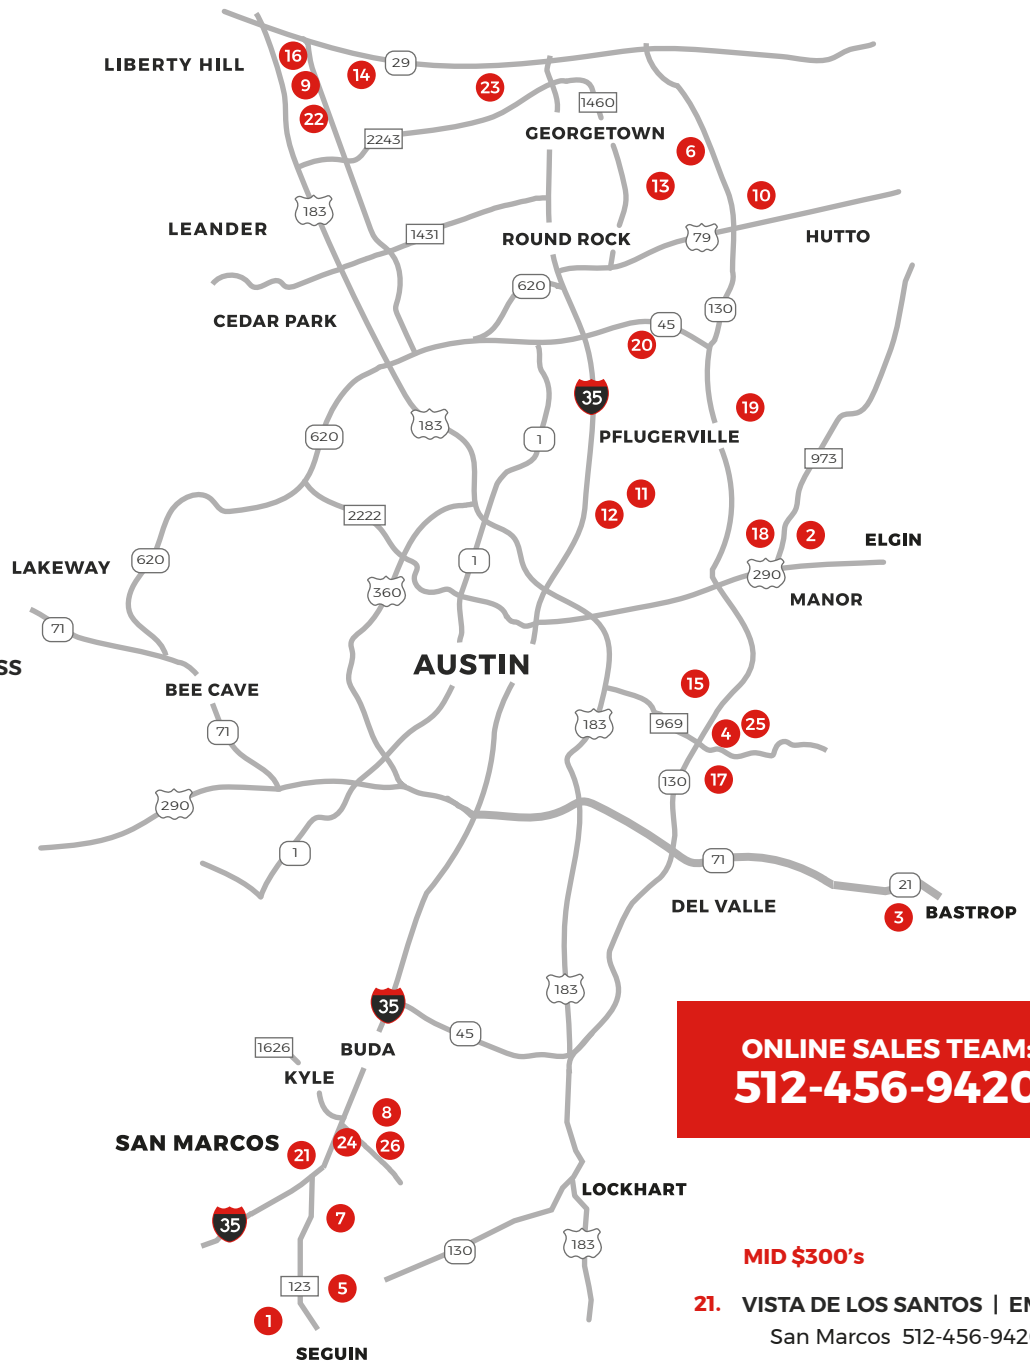 16
29
LIBERTY HILL
14
9
23
22
1460
2243
GEORGETOWN
6
13
10
183
LEANDER
1431
ROUND ROCK
79
HUTTO
620
130
CEDAR PARK
45
20
35
19
183
620
1
PFLUGERVILLE
973
11
12
2222
18
2
ELGIN
620
1
LAKEWAY
290
360
MANOR
71
SS
AUSTIN
15
BEE CAVE
969
25
183
4
71
130
17
290
1
71
21
DEL VALLE
3
BASTROP
183
35
45
1626
BUDA
KYLE
ONLINE SALES TEAM:
512-456-9420
8
SAN MARCOS
24
26
21
LOCKHART
7
35
183
130
MID $300's
123
5
21. VISTA DE LOS SANTOS | EM
1
San Marcos 512-456-9420
SEGUIN